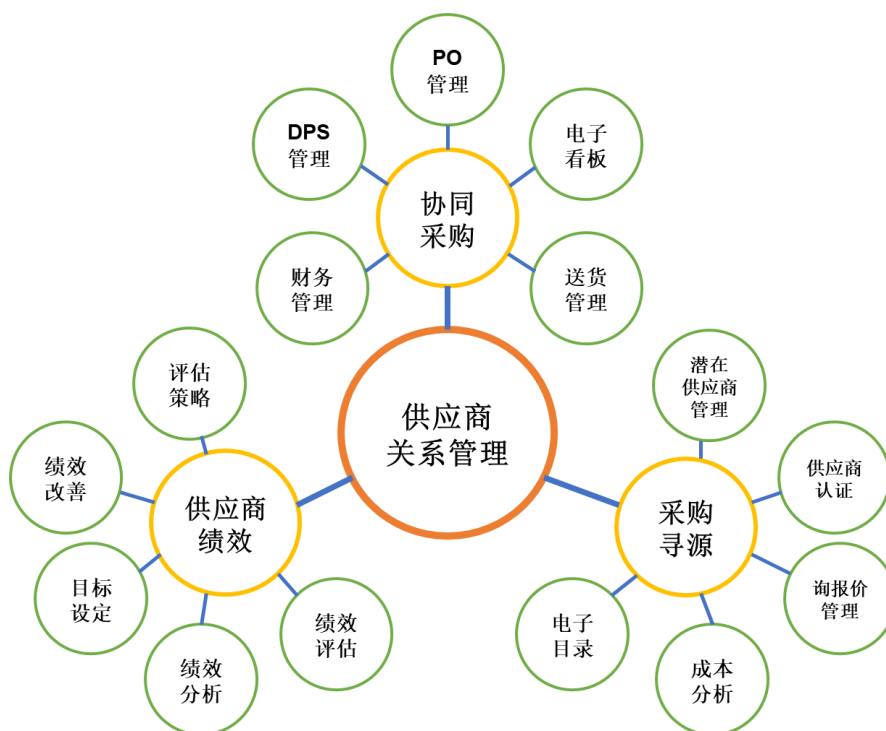 PO
管理
DPS
管理
电子
看板
协同
采购
财务
管理
送货
管理
供应商
关系管理
评估
策略
绩效
改善
供应商
绩效
目标
设定
绩效
分析
绩效
评估
潜在
供应商
管理
供应商
认证
采购
寻源
询报价
管理
电子
目录
成本
分析